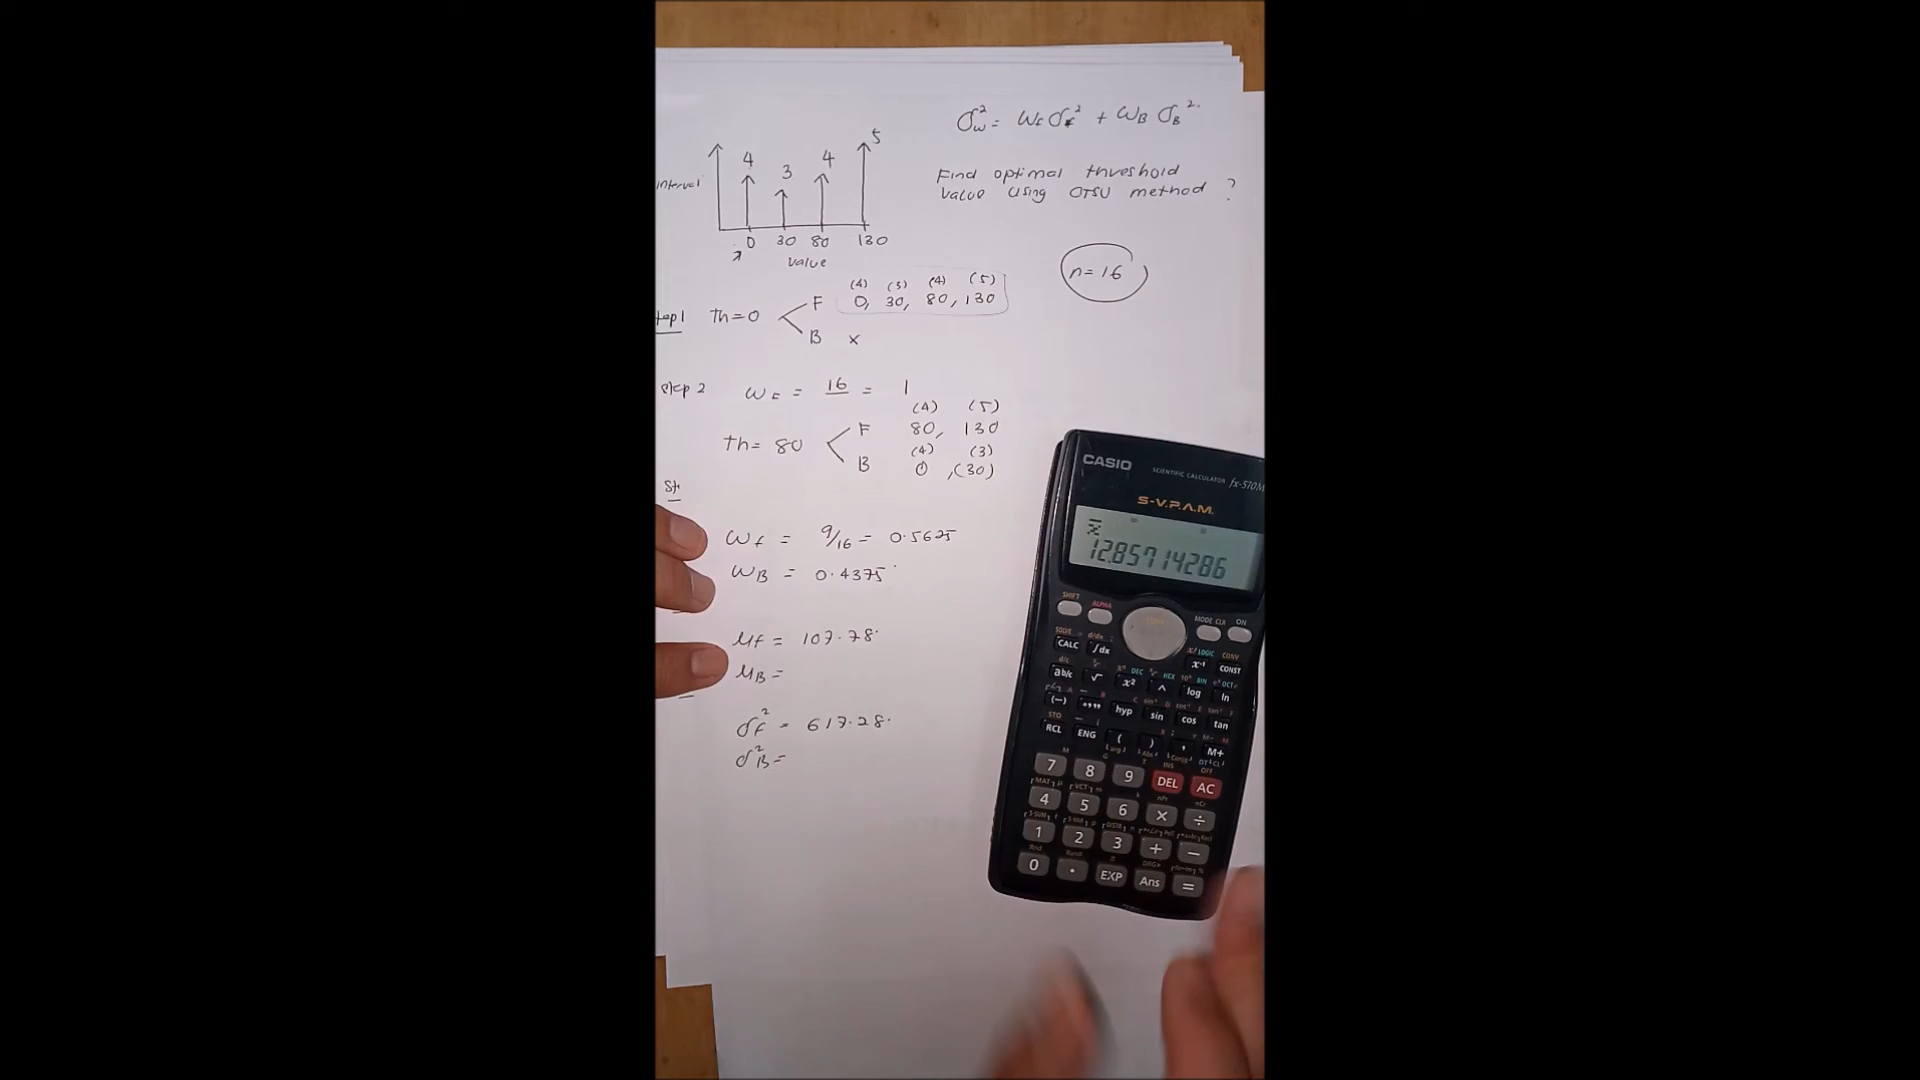 σw² = WF σF² + WB σB²
5
4 3 4
interval
0 30 80 130
value
Find optimal threshold
value using OTSU method ?
n=16
(4) (3) (4) (5)
tep1 Th=0 F 0, 30, 80, 130
B x
Step 2 WF = 16 = 1
(4) (5)
Th= 80 F 80, 130
(4) (3)
B 0 ,(30)
St
Wf = 9/16 = 0.5625
WB = 0.4375
μf = 107.78
μB =
σF² = 617.28
σB² =
CASIO SCIENTIFIC CALCULATOR fx-570M
S-V.P.A.M.
x̄
12.85714286
SHIFT ALPHA MODE CLR ON
CALC ∫dx x⁻¹ CONST
ab/c √ x² ^ log ln
(-) hyp sin cos tan
RCL ENG ( ) , M+
7 8 9 DEL AC
4 5 6 × ÷
1 2 3 + −
0 . EXP Ans =